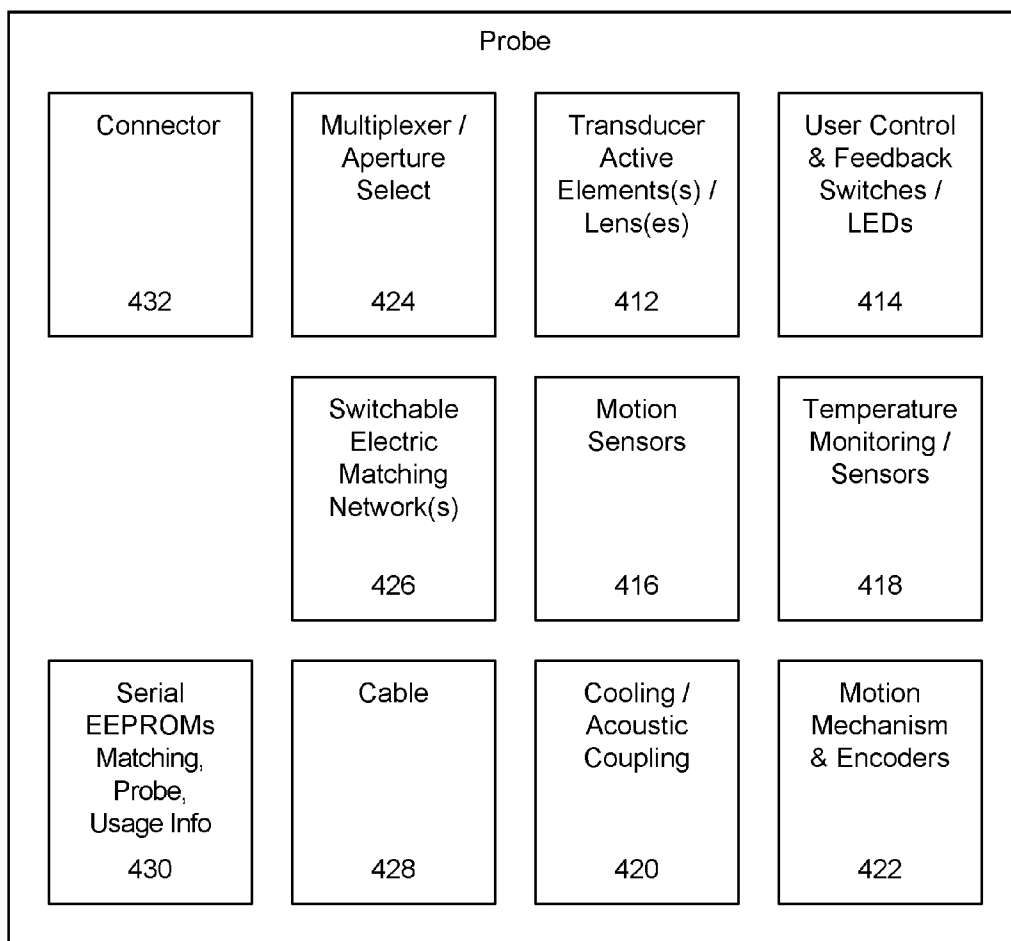 Probe
Connector
432
Multiplexer /
Aperture
Select
424
Transducer
Active
Elements(s) /
Lens(es)
412
User Control
& Feedback
Switches /
LEDs
414
Switchable
Electric
Matching
Network(s)
426
Motion
Sensors
416
Temperature
Monitoring /
Sensors
418
Serial
EEPROMs
Matching,
Probe,
Usage Info
430
Cable
428
Cooling /
Acoustic
Coupling
420
Motion
Mechanism
& Encoders
422